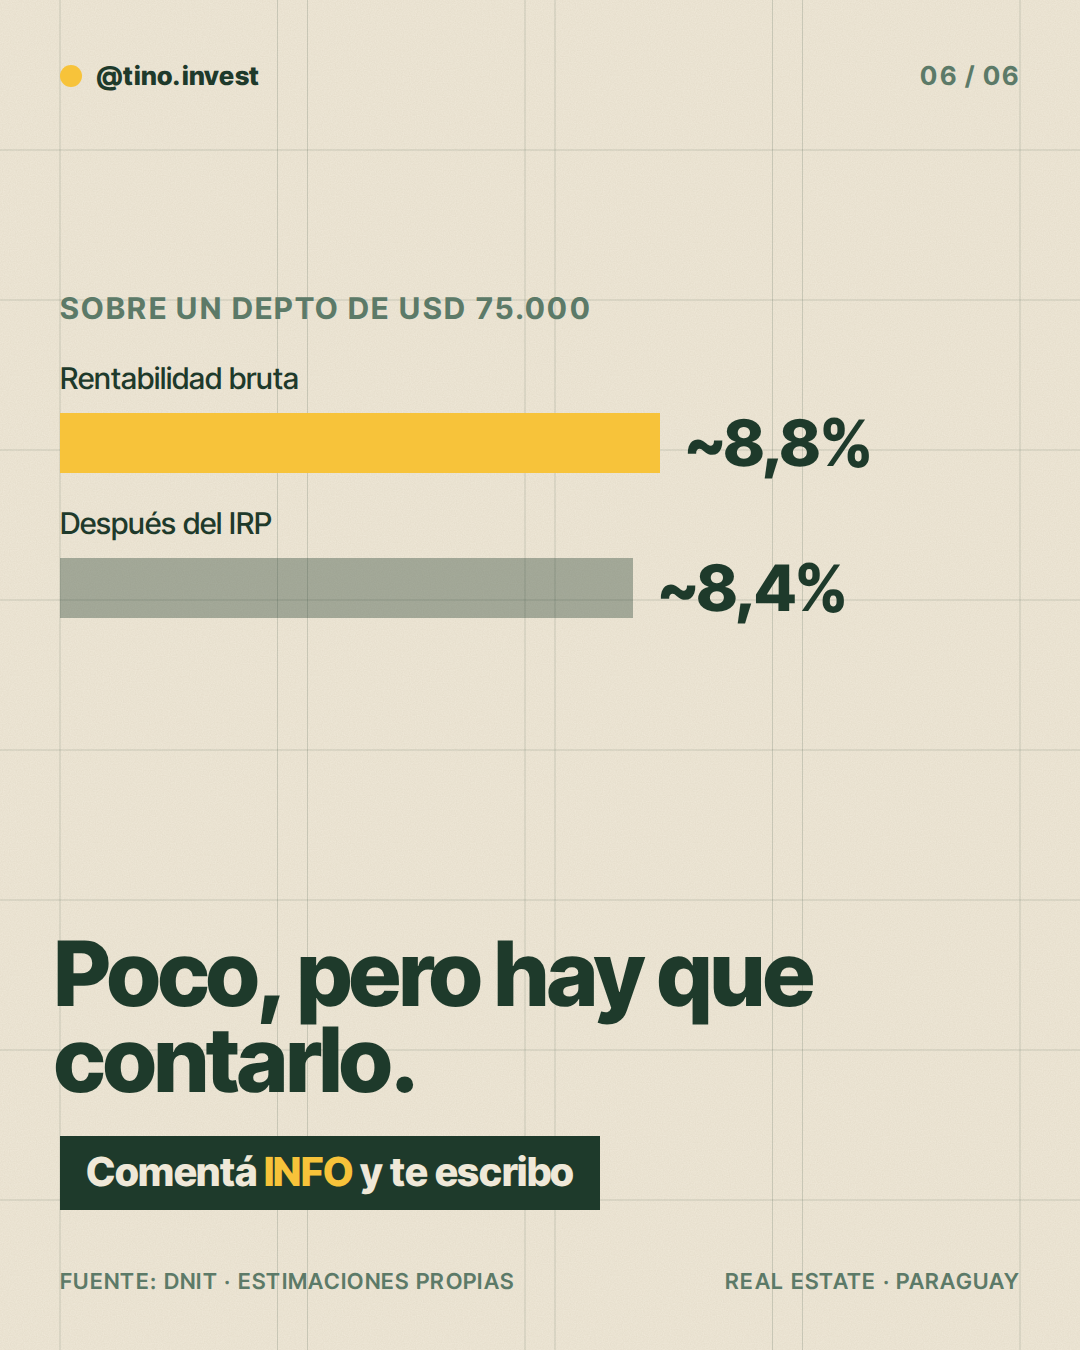 @tino.invest
06 / 06
SOBRE UN DEPTO DE USD 75.000
Rentabilidad bruta
~8,8%
Después del IRP
~8,4%
Poco, pero hay que
contarlo.
Comentá INFO y te escribo
FUENTE: DNIT · ESTIMACIONES PROPIAS
REAL ESTATE · PARAGUAY